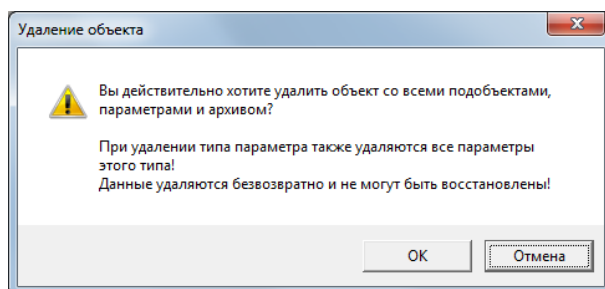 Удаление объекта
Вы действительно хотите удалить объект со всеми подобъектами,
параметрами и архивом?
При удалении типа параметра также удаляются все параметры
этого типа!
Данные удаляются безвозвратно и не могут быть восстановлены!
ОК
Отмена